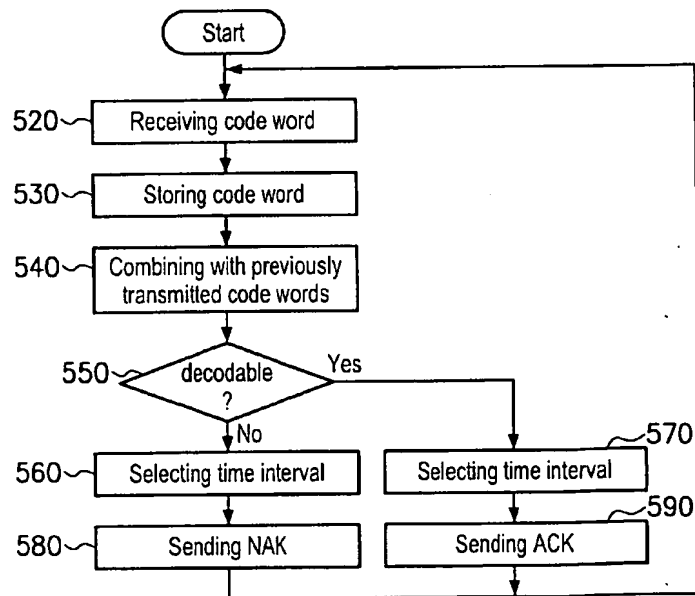 Start
520
Receiving code word
530
Storing code word
540
Combining with previously
transmitted code words
550
decodable
?
Yes
No
560
Selecting time interval
570
Selecting time interval
580
Sending NAK
590
Sending ACK